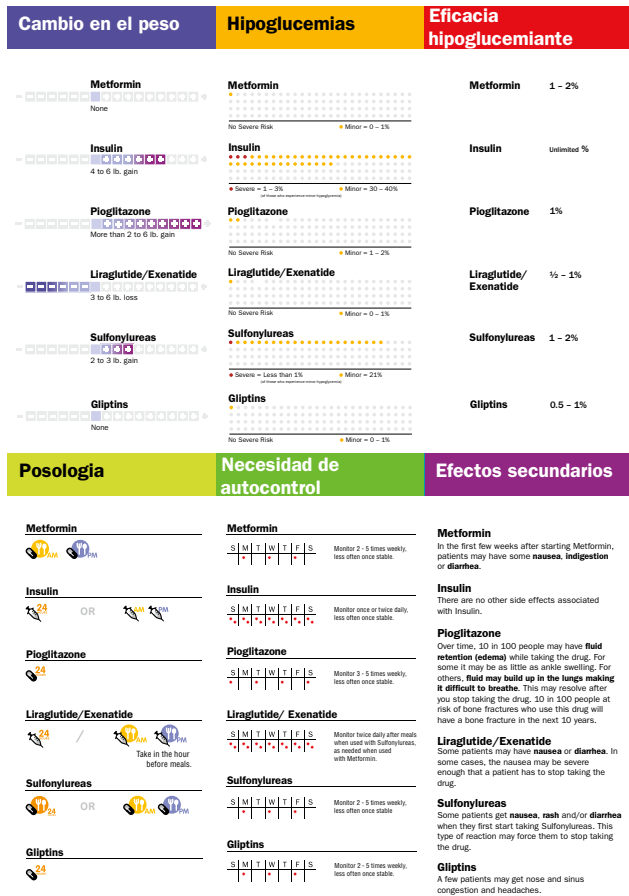 Cambio en el peso
Metformin
None
Insulin
4 to 6 lb. gain
Pioglitazone
More than 2 to 6 lb. gain
Liraglutide/Exenatide
3 to 6 lb. loss
Sulfonylureas
2 to 3 lb. gain
Gliptins
None
Hipoglucemias
Metformin
No Severe Risk
Minor = 0 – 1%
Insulin
Severe = 1 – 3%
Minor = 30 – 40%
(of those who experience minor hypoglycemia)
Pioglitazone
No Severe Risk
Minor = 1 – 2%
Liraglutide/Exenatide
No Severe Risk
Minor = 0 – 1%
Sulfonylureas
Severe = Less than 1%
Minor = 21%
(of those who experience minor hypoglycemia)
Gliptins
No Severe Risk
Minor = 0 – 1%
Eficacia
hipoglucemiante
Metformin 1 – 2%
Insulin Unlimited %
Pioglitazone 1%
Liraglutide/ ½ – 1%
Exenatide
Sulfonylureas 1 – 2%
Gliptins 0.5 – 1%
Posologia
Metformin
AM PM
Insulin
24 OR AM PM
Pioglitazone
24
Liraglutide/Exenatide
24 / AM PM
Take in the hour
before meals.
Sulfonylureas
24 OR AM PM
Gliptins
24
Necesidad de
autocontrol
Metformin
S M T W T F S
Monitor 2 - 5 times weekly,
less often once stable.
Insulin
S M T W T F S
Monitor once or twice daily,
less often once stable.
Pioglitazone
S M T W T F S
Monitor 3 - 5 times weekly,
less often once stable.
Liraglutide/ Exenatide
S M T W T F S
Monitor twice daily after meals
when used with Sulfonylureas,
as needed when used
with Metformin.
Sulfonylureas
S M T W T F S
Monitor 2 - 5 times weekly,
less often once stable.
Gliptins
S M T W T F S
Monitor 2 - 5 times weekly,
less often once stable.
Efectos secundarios
Metformin
In the first few weeks after starting Metformin,
patients may have some nausea, indigestion
or diarrhea.
Insulin
There are no other side effects associated
with Insulin.
Pioglitazone
Over time, 10 in 100 people may have fluid
retention (edema) while taking the drug. For
some it may be as little as ankle swelling. For
others, fluid may build up in the lungs making
it difficult to breathe. This may resolve after
you stop taking the drug. 10 in 100 people at
risk of bone fractures who use this drug will
have a bone fracture in the next 10 years.
Liraglutide/Exenatide
Some patients may have nausea or diarrhea. In
some cases, the nausea may be severe
enough that a patient has to stop taking the
drug.
Sulfonylureas
Some patients get nausea, rash and/or diarrhea
when they first start taking Sulfonylureas. This
type of reaction may force them to stop taking
the drug.
Gliptins
A few patients may get nose and sinus
congestion and headaches.